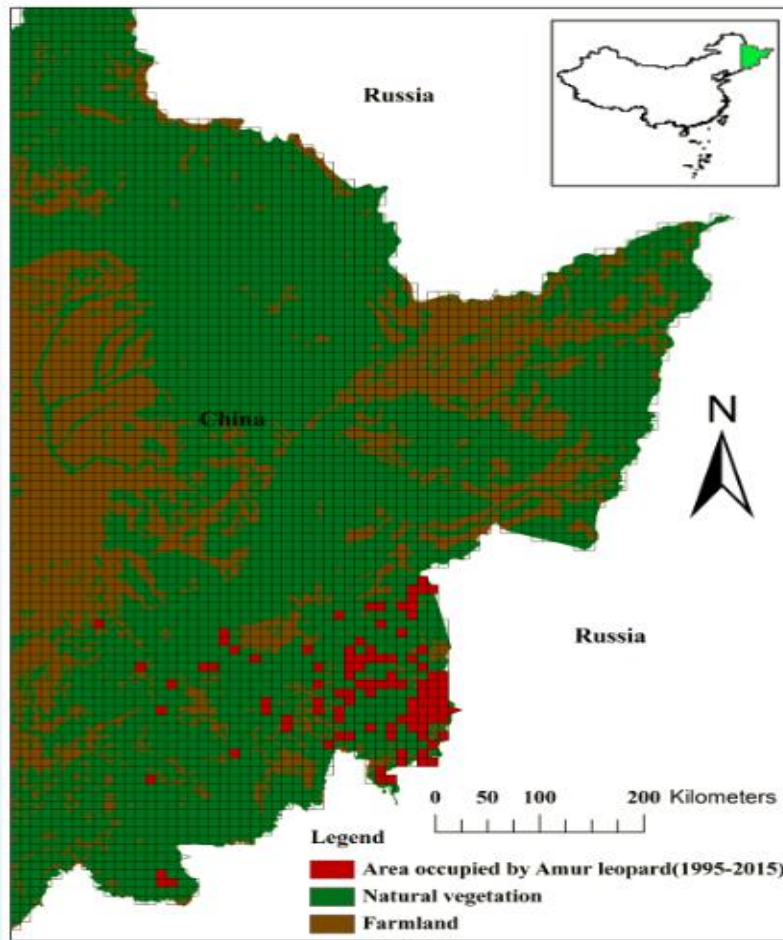 Russia
China
N
Russia
0 50 100 200 Kilometers
Legend
Area occupied by Amur leopard(1995-2015)
Natural vegetation
Farmland